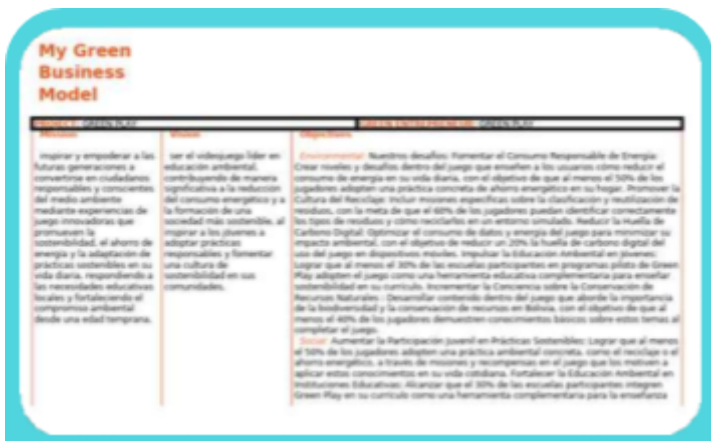 My Green
Business
Model
PROJECT: GREEN PLAY
GREEN ENTREPRENEUR: GREEN PLAY
Mission
inspirar y empoderar a las
futuras generaciones a
convertirse en ciudadanos
responsables y conscientes
del medio ambiente
mediante experiencias de
juego innovadoras que
promuevan la
sostenibilidad, el ahorro de
energía y la adaptación de
prácticas sostenibles en su
vida diaria, respondiendo a
las necesidades educativas
locales y fortaleciendo el
compromiso ambiental
desde una edad temprana.
Vision
ser el videojuego líder en
educación ambiental,
contribuyendo de manera
significativa a la reducción
del consumo energético y a
la formación de una
sociedad más sostenible, al
inspirar a los jóvenes a
adoptar prácticas
responsables y fomentar
una cultura de
sostenibilidad en sus
comunidades.
Objectives
Environmental: Nuestros desafíos: Fomentar el Consumo Responsable de Energía:
Crear niveles y desafíos dentro del juego que enseñen a los usuarios cómo reducir el
consumo de energía en su vida diaria, con el objetivo de que al menos el 50% de los
jugadores adopten una práctica concreta de ahorro energético en su hogar. Promover la
Cultura del Reciclaje: Incluir misiones específicas sobre la clasificación y reutilización de
residuos, con la meta de que el 60% de los jugadores puedan identificar correctamente
los tipos de residuos y cómo reciclarlos en un entorno simulado. Reducir la Huella de
Carbono Digital: Optimizar el consumo de datos y energía del juego para minimizar su
impacto ambiental, con el objetivo de reducir un 20% la huella de carbono digital del
uso del juego en dispositivos móviles. Impulsar la Educación Ambiental en Jóvenes:
Lograr que al menos el 30% de las escuelas participantes en programas piloto de Green
Play adopten el juego como una herramienta educativa complementaria para enseñar
sostenibilidad en su currículo. Incrementar la Conciencia sobre la Conservación de
Recursos Naturales : Desarrollar contenido dentro del juego que aborde la importancia
de la biodiversidad y la conservación de recursos en Bolivia, con el objetivo de que al
menos el 40% de los jugadores demuestren conocimientos básicos sobre estos temas al
completar el juego.
Social: Aumentar la Participación Juvenil en Prácticas Sostenibles: Lograr que al menos
el 50% de los jugadores adopten una práctica ambiental concreta, como el reciclaje o el
ahorro energético, a través de misiones y recompensas en el juego que los motiven a
aplicar estos conocimientos en su vida cotidiana. Fortalecer la Educación Ambiental en
Instituciones Educativas: Alcanzar que el 30% de las escuelas participantes integren
Green Play en su currículo como una herramienta complementaria para la enseñanza